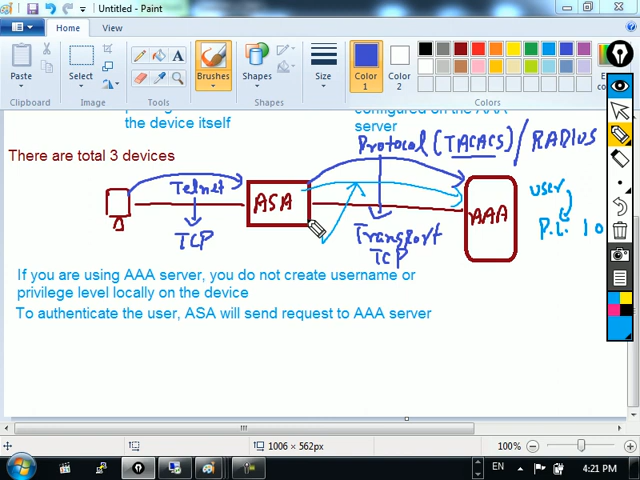 Untitled - Paint
Home
View
Paste
Select
Brushes
Shapes
Size
Color 1
Color 2
Clipboard
Image
Tools
Shapes
Colors
the device itself
configured on the AAA server
Protocol (TACACS) / RADIUS
There are total 3 devices
Telnet
ASA
AAA
user
P.L. 10
TCP
Transport
TCP
If you are using AAA server, you do not create username or
privilege level locally on the device
To authenticate the user, ASA will send request to AAA server
1006 × 562px
100%
EN
4:21 PM